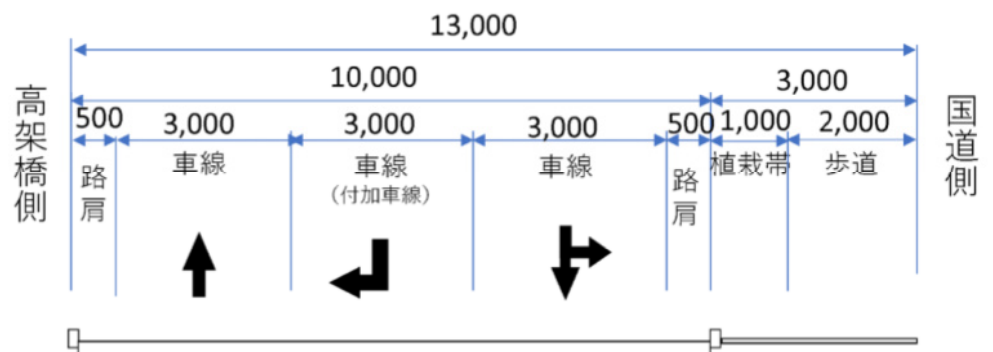 13,000
10,000
3,000
500
3,000
3,000
3,000
500
1,000
2,000
高架橋側
路肩
車線
車線
(付加車線)
車線
路肩
植栽帯
歩道
国道側